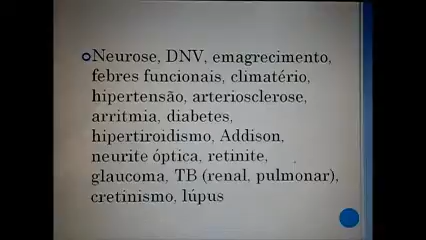 Neurose, DNV, emagrecimento,
febres funcionais, climatério,
hipertensão, arteriosclerose,
arritmia, diabetes,
hipertiroidismo, Addison,
neurite óptica, retinite,
glaucoma, TB (renal, pulmonar),
cretinismo, lúpus